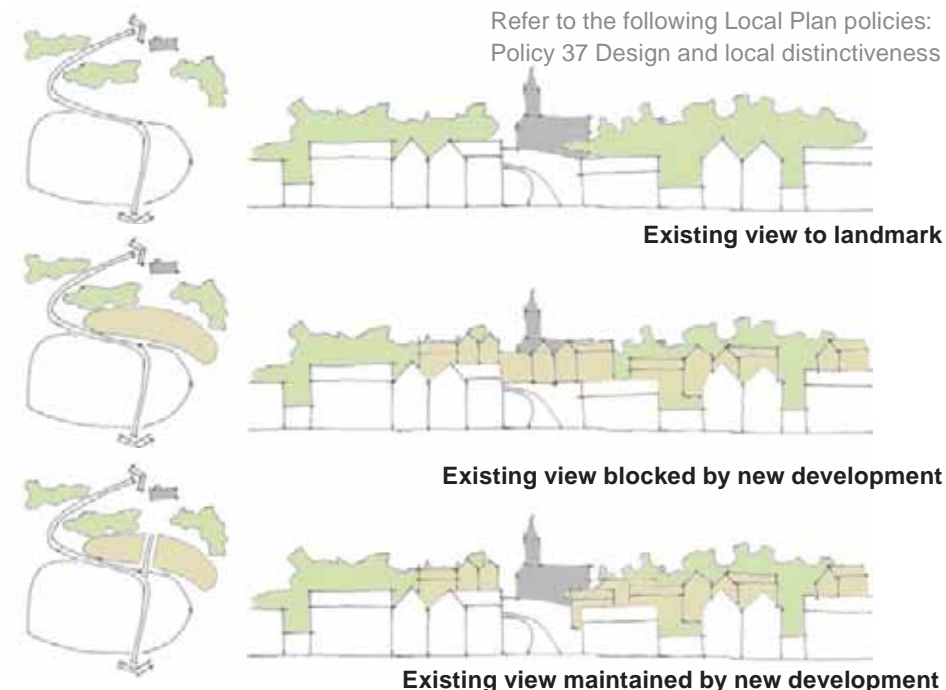 Refer to the following Local Plan policies:
Policy 37 Design and local distinctiveness
Existing view to landmark
Existing view blocked by new development
Existing view maintained by new development